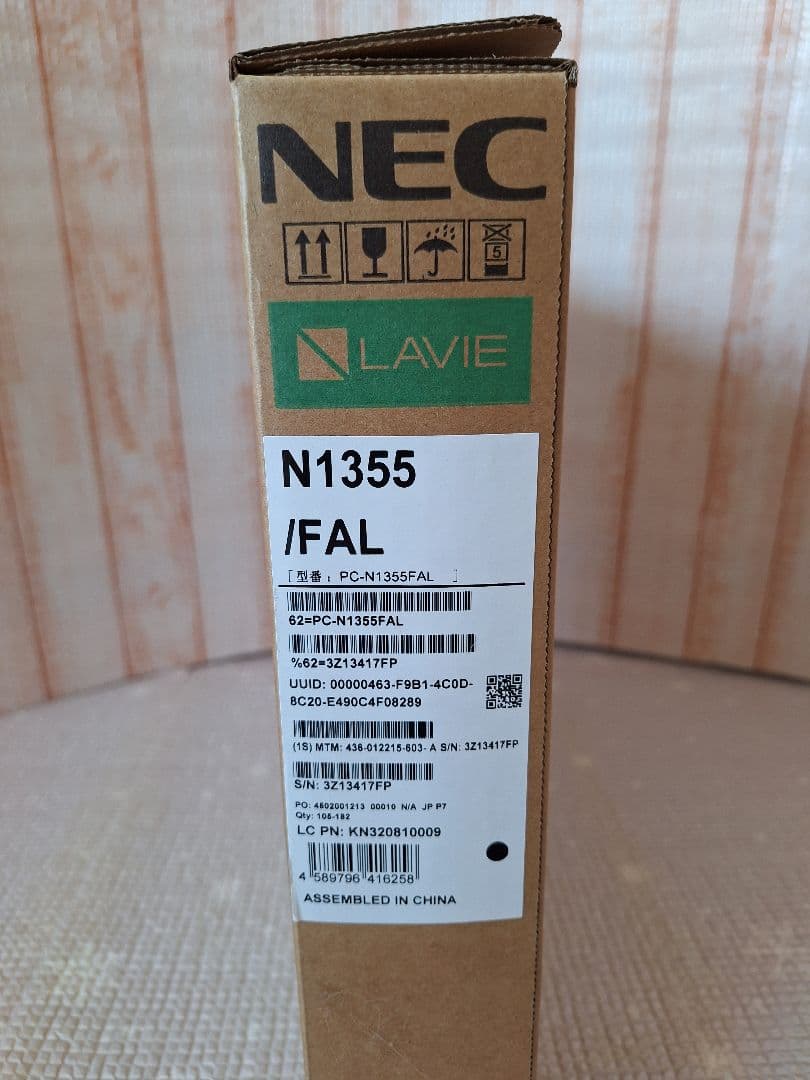 NEC
5
LAVIE
N1355
/FAL
[型番： PC-N1355FAL ]
62=PC-N1355FAL
%62=3Z13417FP
UUID: 00000463-F9B1-4C0D-
8C20-E490C4F08289
(1S) MTM: 436-012215-603- A S/N: 3Z13417FP
S/N: 3Z13417FP
PO: 4502001213 00010 N/A JP P7
Qty: 105-182
LC PN: KN320810009
4 589796 416258
ASSEMBLED IN CHINA